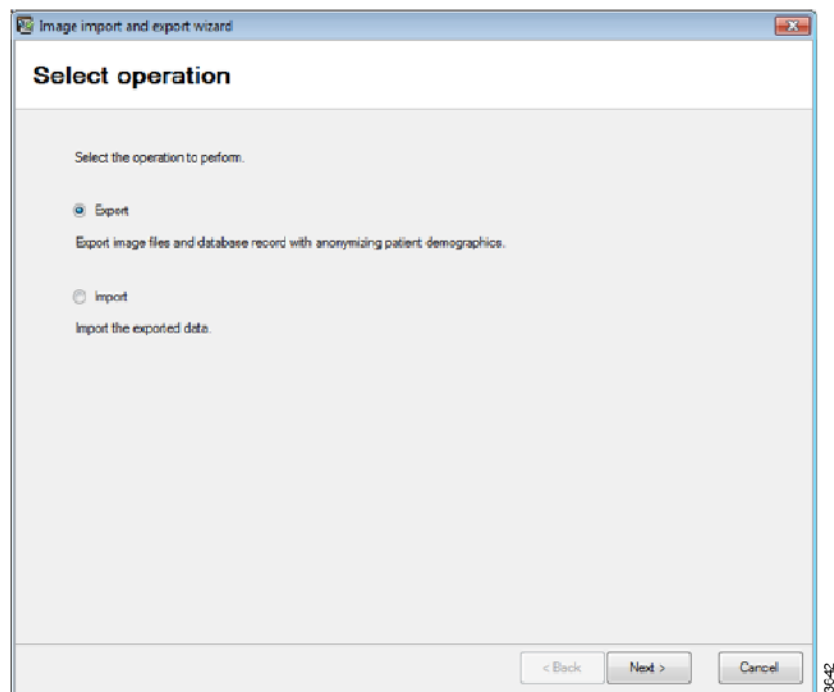 Image import and export wizard
Select operation
Select the operation to perform.
Export
Export image files and database record with anonymizing patient demographics.
Import
Import the exported data.
< Back
Next >
Cancel